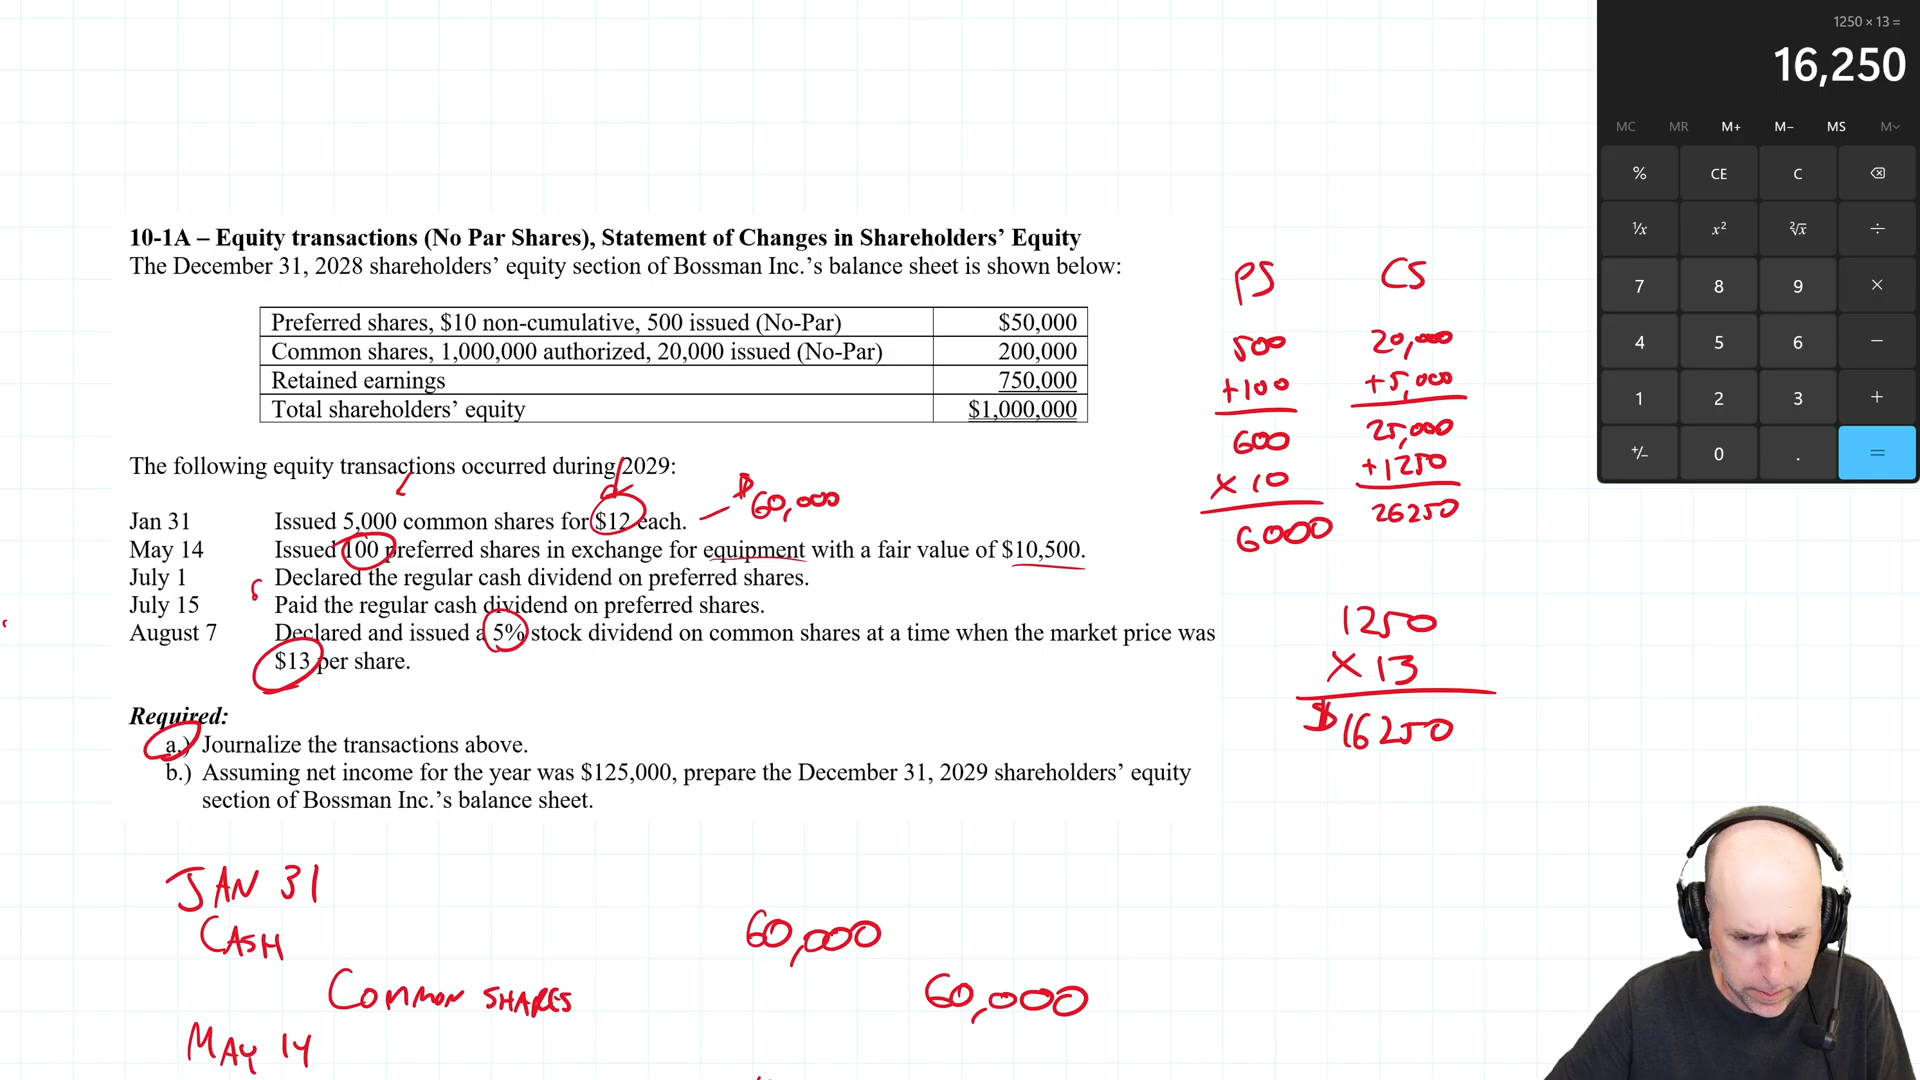 10-1A – Equity transactions (No Par Shares), Statement of Changes in Shareholders' Equity
The December 31, 2028 shareholders' equity section of Bossman Inc.'s balance sheet is shown below:
Preferred shares, $10 non-cumulative, 500 issued (No-Par) $50,000
Common shares, 1,000,000 authorized, 20,000 issued (No-Par) 200,000
Retained earnings 750,000
Total shareholders' equity $1,000,000
The following equity transactions occurred during 2029:
$60,000
Jan 31 Issued 5,000 common shares for $12 each.
May 14 Issued 100 preferred shares in exchange for equipment with a fair value of $10,500.
July 1 Declared the regular cash dividend on preferred shares.
July 15 Paid the regular cash dividend on preferred shares.
August 7 Declared and issued a 5% stock dividend on common shares at a time when the market price was
$13 per share.
Required:
a.) Journalize the transactions above.
b.) Assuming net income for the year was $125,000, prepare the December 31, 2029 shareholders' equity
section of Bossman Inc.'s balance sheet.
JAN 31
CASH 60,000
COMMON SHARES 60,000
MAY 14
PS
500
+100
600
× 10
6000
CS
20,000
+5,000
25,000
+1250
26250
1250
× 13
$16250
1250 × 13 =
16,250
MC MR M+ M− MS M˅
% CE C ⌫
¹/x x² ²√x ÷
7 8 9 ×
4 5 6 −
1 2 3 +
+/− 0 . =